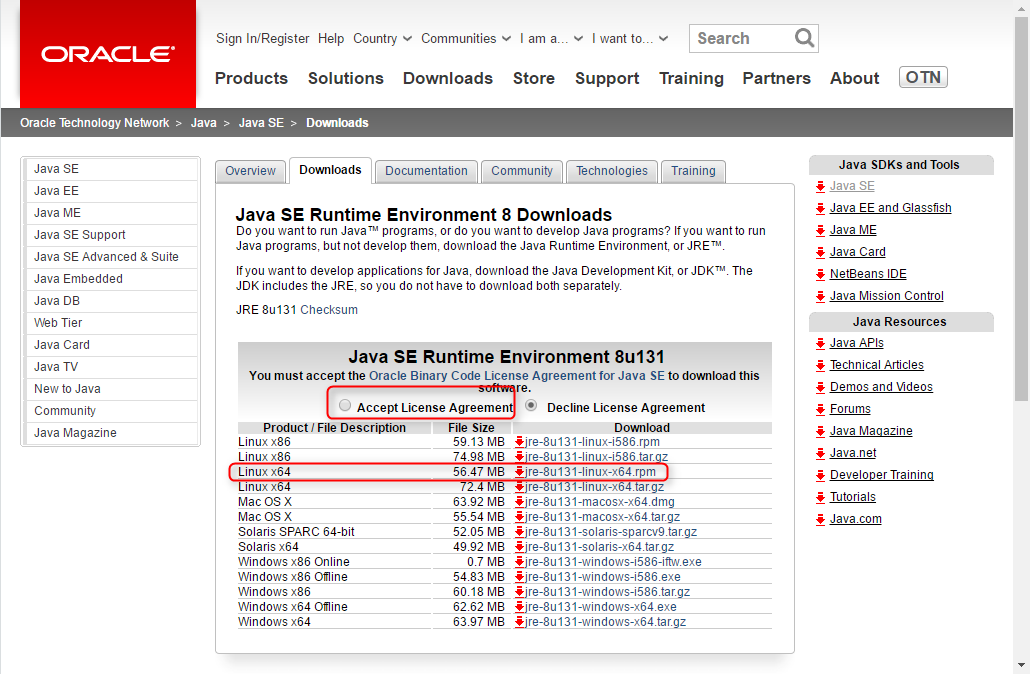 ORACLE
Sign In/Register Help Country Communities I am a... I want to... Search
Products Solutions Downloads Store Support Training Partners About OTN
Oracle Technology Network > Java > Java SE > Downloads
Java SE
Java EE
Java ME
Java SE Support
Java SE Advanced & Suite
Java Embedded
Java DB
Web Tier
Java Card
Java TV
New to Java
Community
Java Magazine
Overview Downloads Documentation Community Technologies Training
Java SE Runtime Environment 8 Downloads
Do you want to run Java™ programs, or do you want to develop Java programs? If you want to run
Java programs, but not develop them, download the Java Runtime Environment, or JRE™.
If you want to develop applications for Java, download the Java Development Kit, or JDK™. The
JDK includes the JRE, so you do not have to download both separately.
JRE 8u131 Checksum
Java SE Runtime Environment 8u131
You must accept the Oracle Binary Code License Agreement for Java SE to download this
software.
Accept License Agreement Decline License Agreement
Product / File Description File Size Download
Linux x86 59.13 MB jre-8u131-linux-i586.rpm
Linux x86 74.98 MB jre-8u131-linux-i586.tar.gz
Linux x64 56.47 MB jre-8u131-linux-x64.rpm
Linux x64 72.4 MB jre-8u131-linux-x64.tar.gz
Mac OS X 63.92 MB jre-8u131-macosx-x64.dmg
Mac OS X 55.54 MB jre-8u131-macosx-x64.tar.gz
Solaris SPARC 64-bit 52.05 MB jre-8u131-solaris-sparcv9.tar.gz
Solaris x64 49.92 MB jre-8u131-solaris-x64.tar.gz
Windows x86 Online 0.7 MB jre-8u131-windows-i586-iftw.exe
Windows x86 Offline 54.83 MB jre-8u131-windows-i586.exe
Windows x86 60.18 MB jre-8u131-windows-i586.tar.gz
Windows x64 Offline 62.62 MB jre-8u131-windows-x64.exe
Windows x64 63.97 MB jre-8u131-windows-x64.tar.gz
Java SDKs and Tools
Java SE
Java EE and Glassfish
Java ME
Java Card
NetBeans IDE
Java Mission Control
Java Resources
Java APIs
Technical Articles
Demos and Videos
Forums
Java Magazine
Java.net
Developer Training
Tutorials
Java.com